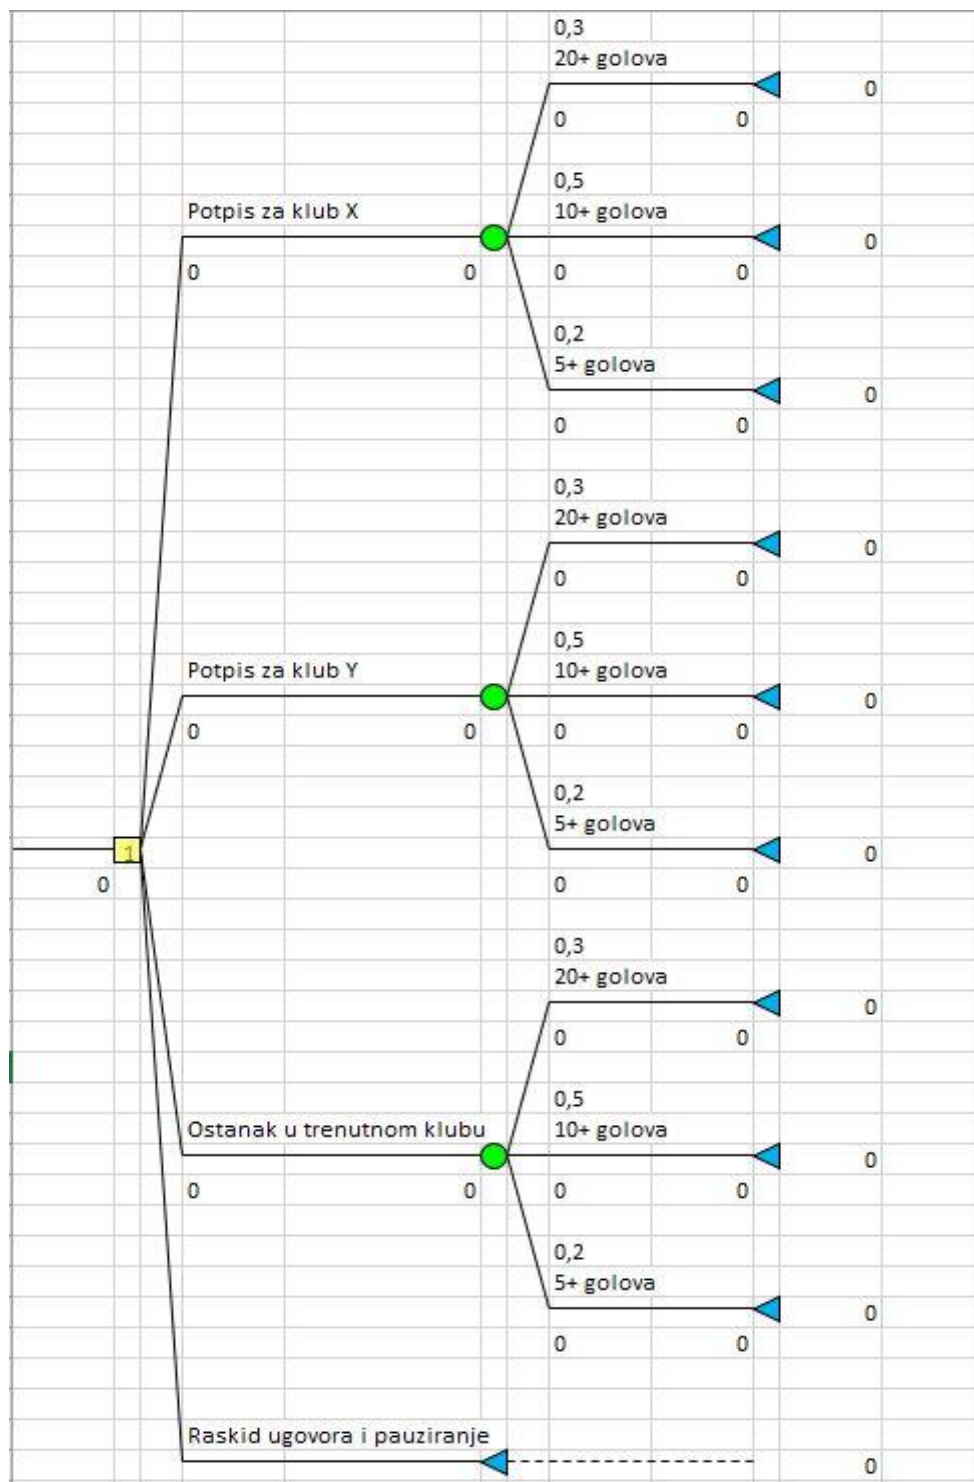 0,3
20+ golova
0
0 0
0,5
Potpis za klub X 10+ golova
0
0 0 0 0
0,2
5+ golova
0
0 0
0,3
20+ golova
0
0 0
0,5
Potpis za klub Y 10+ golova
0
0 0 0 0
0,2
5+ golova
1 0
0 0 0
0,3
20+ golova
0
0 0
0,5
Ostanak u trenutnom klubu 10+ golova
0
0 0 0 0
0,2
5+ golova
0
0 0
Raskid ugovora i pauziranje
0